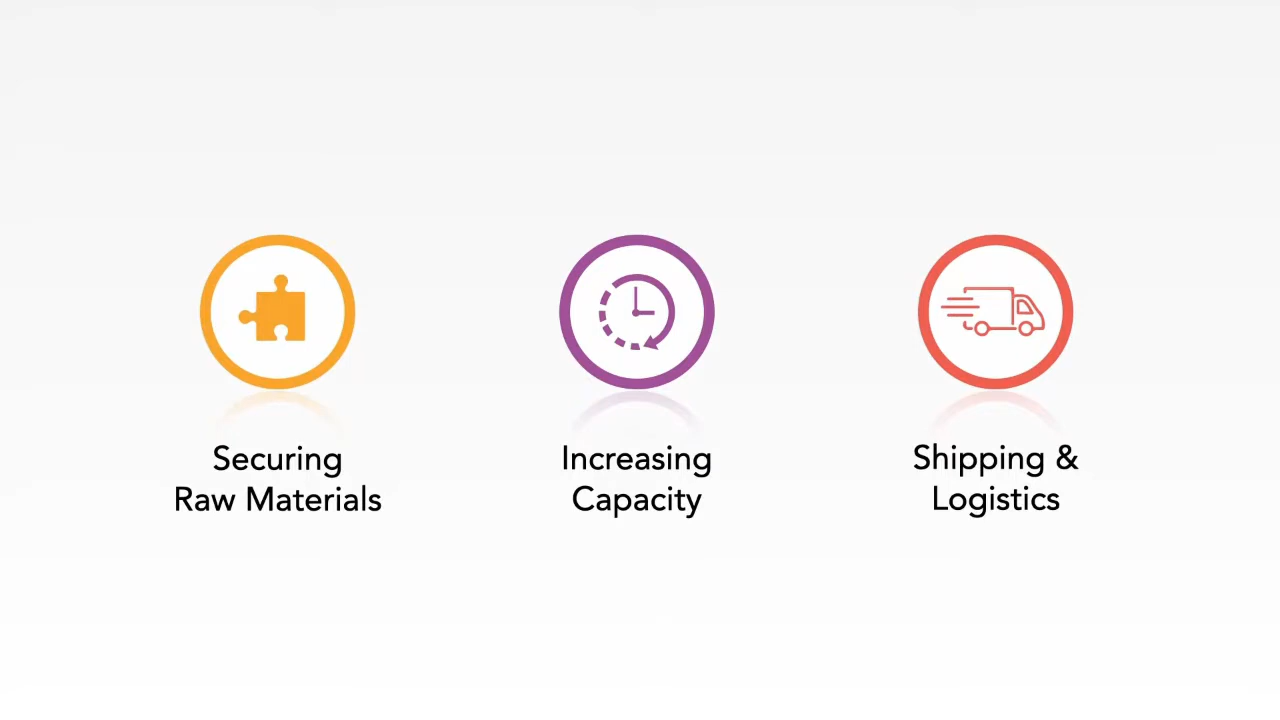 Securing
Raw Materials
Increasing
Capacity
Shipping &
Logistics